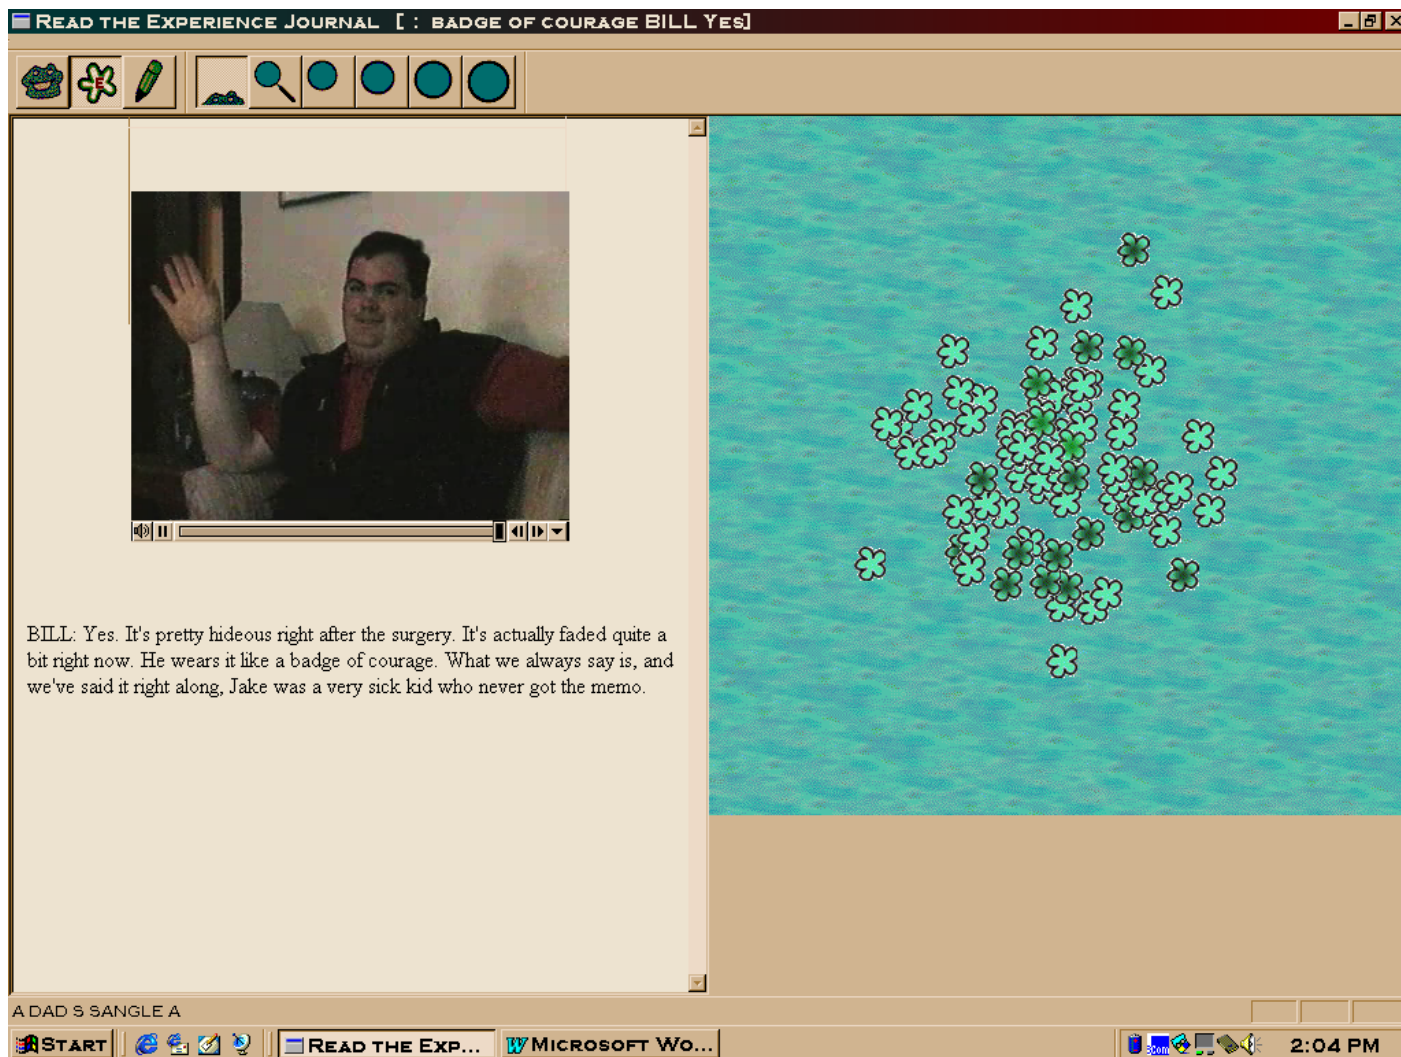 READ THE EXPERIENCE JOURNAL [ : BADGE OF COURAGE BILL YES]
E
BILL: Yes. It's pretty hideous right after the surgery. It's actually faded quite a
bit right now. He wears it like a badge of courage. What we always say is, and
we've said it right along, Jake was a very sick kid who never got the memo.
A DAD S SANGLE A
START
READ THE EXP...
W MICROSOFT WO...
3Com
2:04 PM